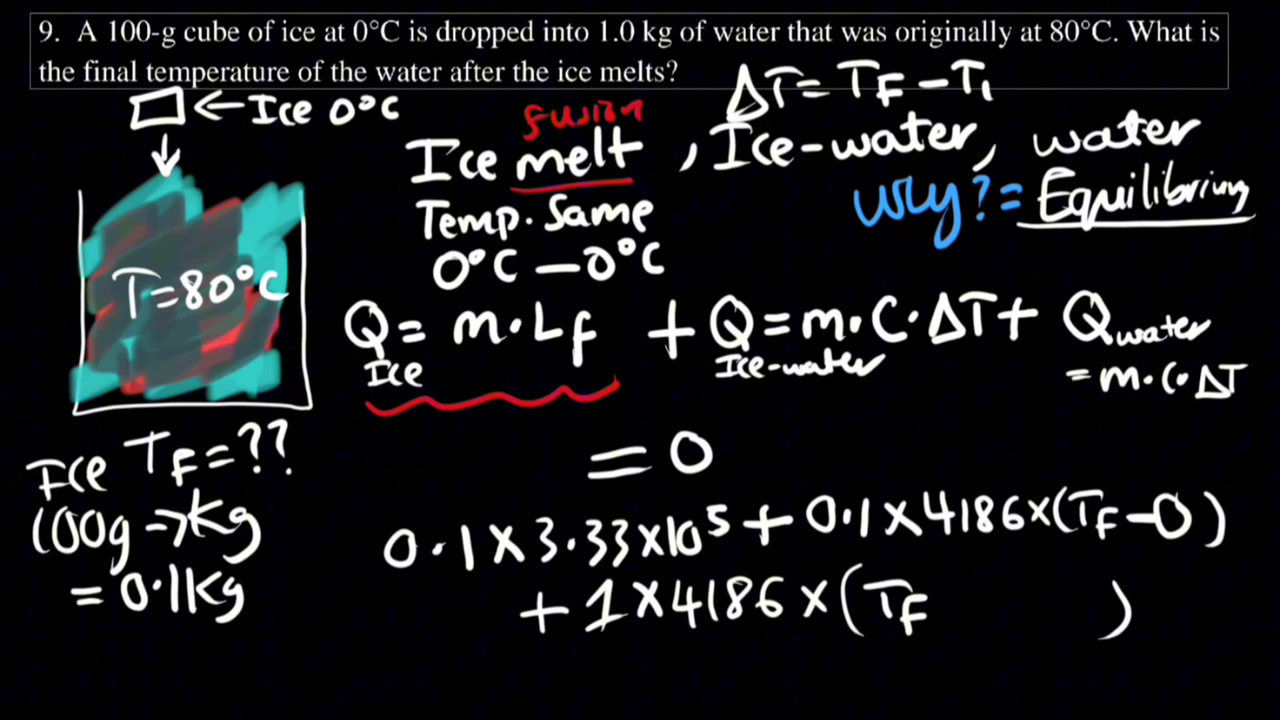 9. A 100-g cube of ice at 0°C is dropped into 1.0 kg of water that was originally at 80°C. What is
the final temperature of the water after the ice melts?
ΔT = TF - T1
□ ← Ice 0°C
fusion
Ice melt, Ice-water, water
Temp. Same
why? = Equilibrium
0°C — 0°C
T=80°C
Q = m·Lf + Q = m·C·ΔT + Qwater
Ice Ice-water = m·C·ΔT
= 0
Ice TF = ??
100g → kg
= 0.1kg
0.1 X 3.33 x 10^5 + 0.1 X 4186 x (TF - 0)
+ 1 X 4186 x (TF )